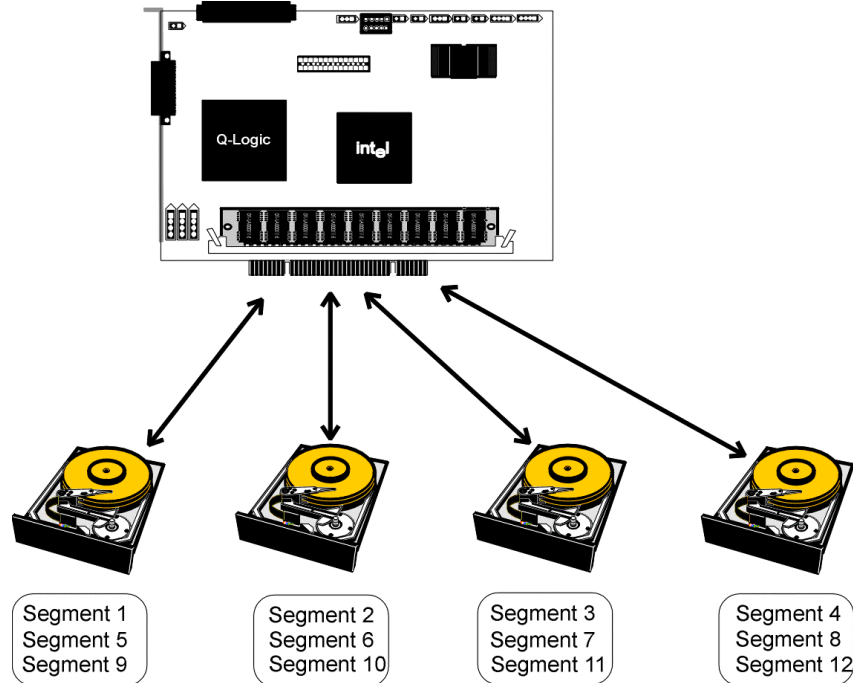 Q-Logic
intel
Segment 1
Segment 5
Segment 9
Segment 2
Segment 6
Segment 10
Segment 3
Segment 7
Segment 11
Segment 4
Segment 8
Segment 12